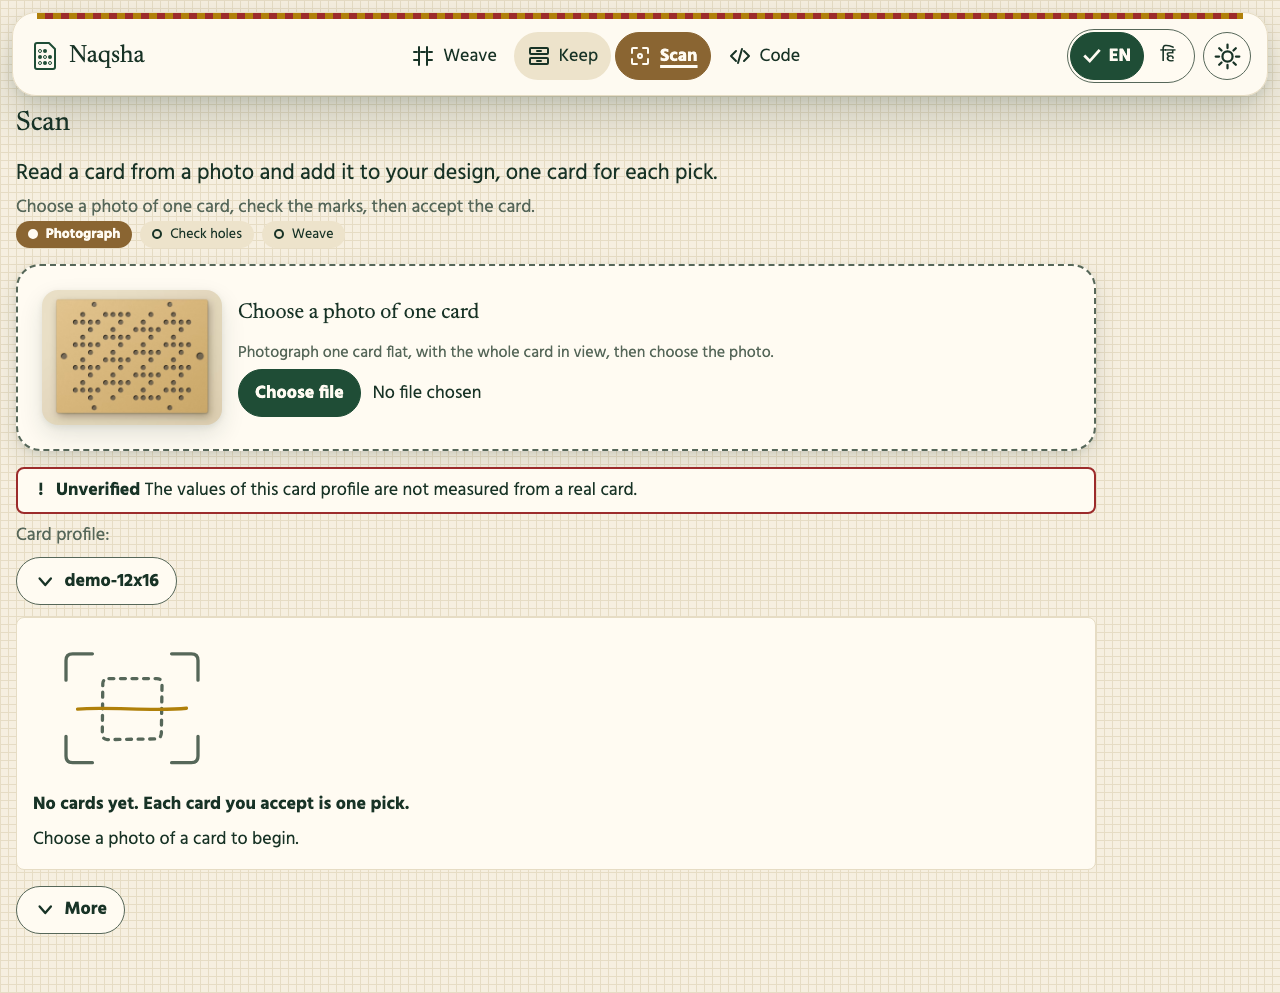 Naqsha
Weave
Keep
Scan
Code
EN
हि
Scan
Read a card from a photo and add it to your design, one card for each pick.
Choose a photo of one card, check the marks, then accept the card.
Photograph
Check holes
Weave
Choose a photo of one card
Photograph one card flat, with the whole card in view, then choose the photo.
Choose file No file chosen
! Unverified The values of this card profile are not measured from a real card.
Card profile:
demo-12x16
No cards yet. Each card you accept is one pick.
Choose a photo of a card to begin.
More